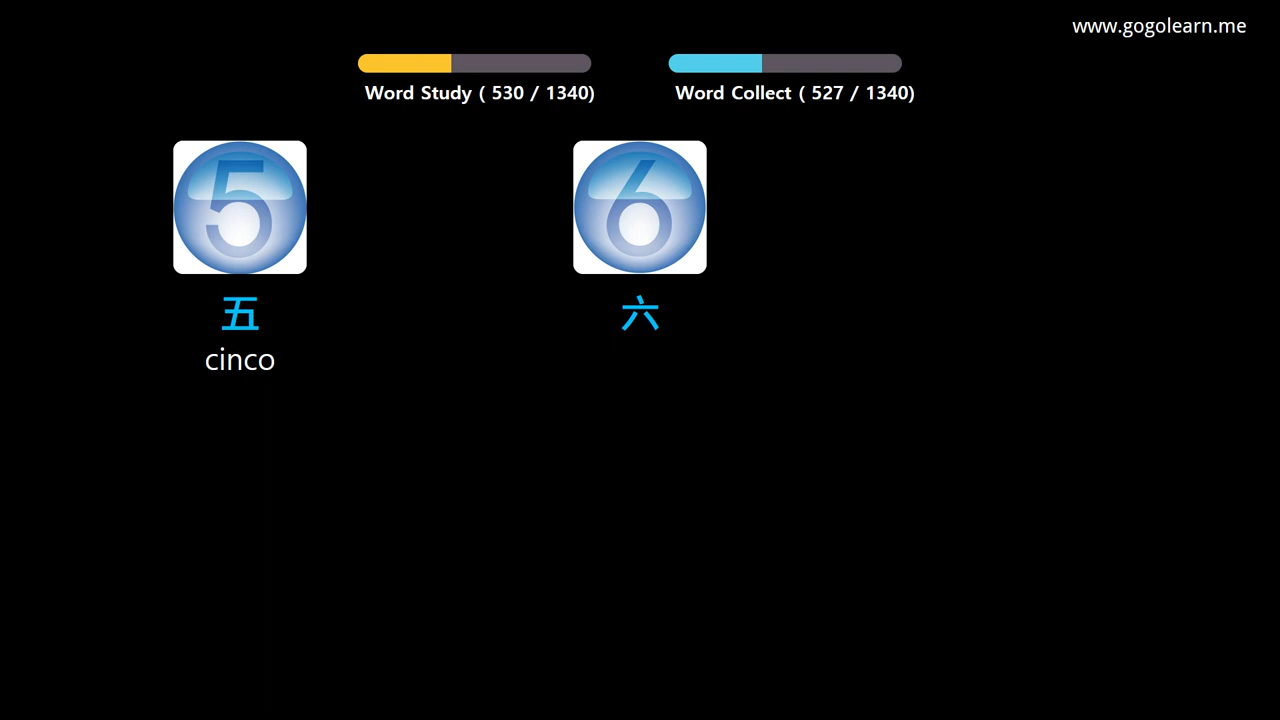 www.gogolearn.me
Word Study ( 530 / 1340)
Word Collect ( 527 / 1340)
5
6
五
六
cinco